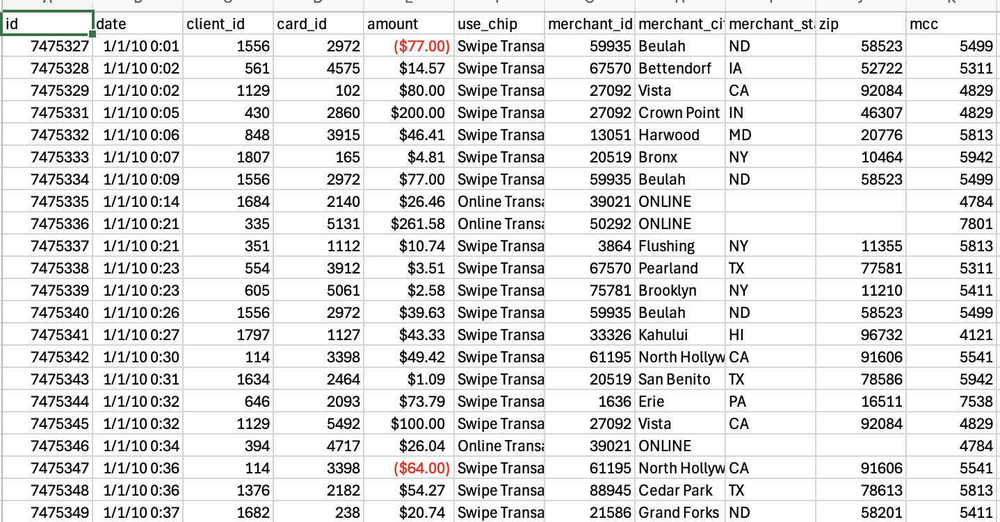 id date client_id card_id amount use_chip merchant_id merchant_ci merchant_sta zip mcc
7475327 1/1/10 0:01 1556 2972 ($77.00) Swipe Transa 59935 Beulah ND 58523 5499
7475328 1/1/10 0:02 561 4575 $14.57 Swipe Transa 67570 Bettendorf IA 52722 5311
7475329 1/1/10 0:02 1129 102 $80.00 Swipe Transa 27092 Vista CA 92084 4829
7475331 1/1/10 0:05 430 2860 $200.00 Swipe Transa 27092 Crown Point IN 46307 4829
7475332 1/1/10 0:06 848 3915 $46.41 Swipe Transa 13051 Harwood MD 20776 5813
7475333 1/1/10 0:07 1807 165 $4.81 Swipe Transa 20519 Bronx NY 10464 5942
7475334 1/1/10 0:09 1556 2972 $77.00 Swipe Transa 59935 Beulah ND 58523 5499
7475335 1/1/10 0:14 1684 2140 $26.46 Online Transa 39021 ONLINE 4784
7475336 1/1/10 0:21 335 5131 $261.58 Online Transa 50292 ONLINE 7801
7475337 1/1/10 0:21 351 1112 $10.74 Swipe Transa 3864 Flushing NY 11355 5813
7475338 1/1/10 0:23 554 3912 $3.51 Swipe Transa 67570 Pearland TX 77581 5311
7475339 1/1/10 0:23 605 5061 $2.58 Swipe Transa 75781 Brooklyn NY 11210 5411
7475340 1/1/10 0:26 1556 2972 $39.63 Swipe Transa 59935 Beulah ND 58523 5499
7475341 1/1/10 0:27 1797 1127 $43.33 Swipe Transa 33326 Kahului HI 96732 4121
7475342 1/1/10 0:30 114 3398 $49.42 Swipe Transa 61195 North Hollyw CA 91606 5541
7475343 1/1/10 0:31 1634 2464 $1.09 Swipe Transa 20519 San Benito TX 78586 5942
7475344 1/1/10 0:32 646 2093 $73.79 Swipe Transa 1636 Erie PA 16511 7538
7475345 1/1/10 0:32 1129 5492 $100.00 Swipe Transa 27092 Vista CA 92084 4829
7475346 1/1/10 0:34 394 4717 $26.04 Online Transa 39021 ONLINE 4784
7475347 1/1/10 0:36 114 3398 ($64.00) Swipe Transa 61195 North Hollyw CA 91606 5541
7475348 1/1/10 0:36 1376 2182 $54.27 Swipe Transa 88945 Cedar Park TX 78613 5813
7475349 1/1/10 0:37 1682 238 $20.74 Swipe Transa 21586 Grand Forks ND 58201 5411